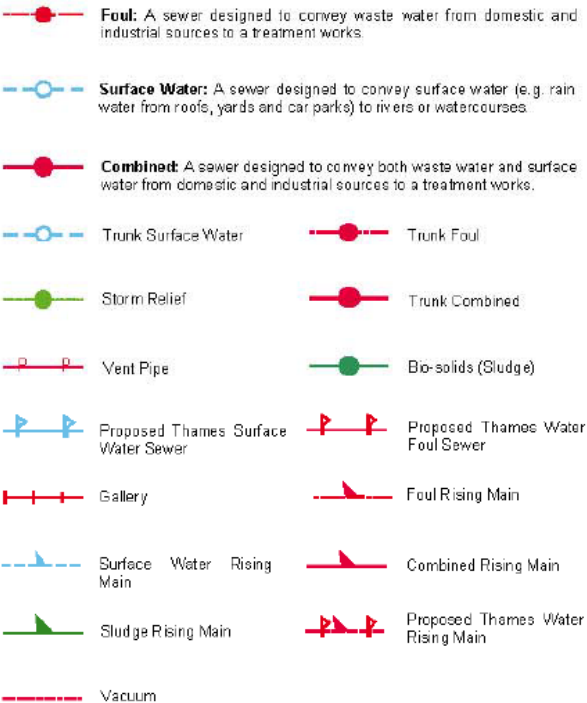 Foul: A sewer designed to convey waste water from domestic and
industrial sources to a treatment works.
Surface Water: A sewer designed to convey surface water (e.g. rain
water from roofs, yards and car parks) to rivers or watercourses.
Combined: A sewer designed to convey both waste water and surface
water from domestic and industrial sources to a treatment works.
Trunk Surface Water
Trunk Foul
Storm Relief
Trunk Combined
Vent Pipe
Bio-solids (Sludge)
Proposed Thames Surface
Water Sewer
Proposed Thames Water
Foul Sewer
Gallery
Foul Rising Main
Surface Water Rising
Main
Combined Rising Main
Sludge Rising Main
Proposed Thames Water
Rising Main
Vacuum